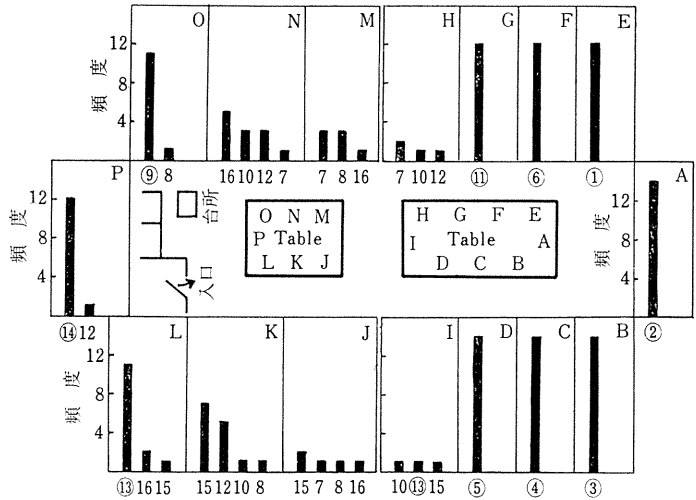 O N M H G F E
頻度
12
8
4
⑨ 8 16 10 12 7 7 8 16 7 10 12 ⑪ ⑥ ①
P
頻度
12
8
4
⑭ 12
台所
入口
O N M
P Table
L K J
H G F E
I Table A
D C B
A
頻度
12
8
4
②
L K J I D C B
頻度
12
8
4
⑬ 16 15 15 12 10 8 15 7 8 16 10 ⑬ 15 ⑤ ④ ③